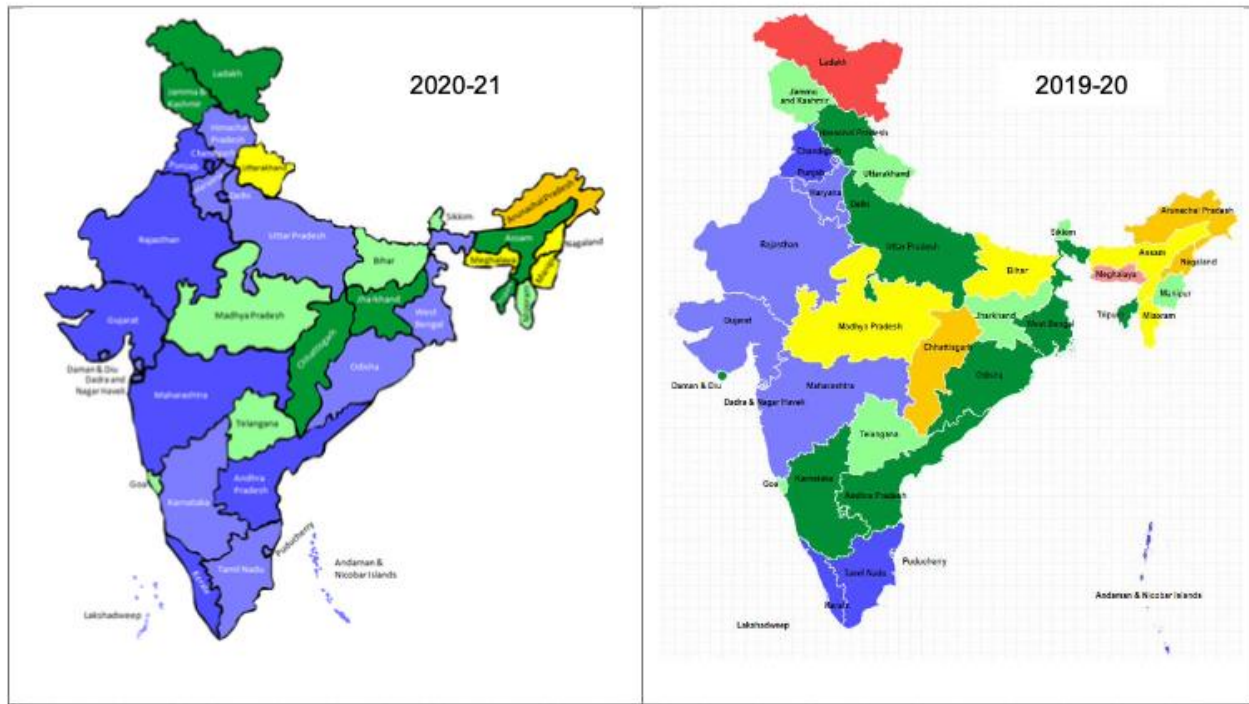 2020-21
Ladakh
Jammu &
Kashmir
Himachal
Pradesh
Chandigarh
Punjab
Uttarakhand
Haryana
Delhi
Rajasthan
Uttar Pradesh
Sikkim
Arunachal Pradesh
Assam
Nagaland
Meghalaya
Bihar
Jharkhand
West
Bengal
Madhya Pradesh
Gujarat
Chhattisgarh
Odisha
Daman & Diu
Dadra and
Nagar Haveli
Maharashtra
Telangana
Goa
Andhra
Pradesh
Karnataka
Puducherry
Tamil Nadu
Kerala
Andaman &
Nicobar Islands
Lakshadweep
2019-20
Ladakh
Jammu
and Kashmir
Himachal Pradesh
Chandigarh
Punjab
Uttarakhand
Haryana
Delhi
Rajasthan
Uttar Pradesh
Sikkim
Arunachal Pradesh
Assam
Nagaland
Meghalaya
Manipur
Bihar
Tripura
Mizoram
Jharkhand
West Bengal
Gujarat
Madhya Pradesh
Chhattisgarh
Odisha
Daman & Diu
Maharashtra
Dadra & Nagar Haveli
Telangana
Goa
Karnataka
Andhra Pradesh
Puducherry
Tamil Nadu
Kerala
Andaman & Nicobar Islands
Lakshadweep